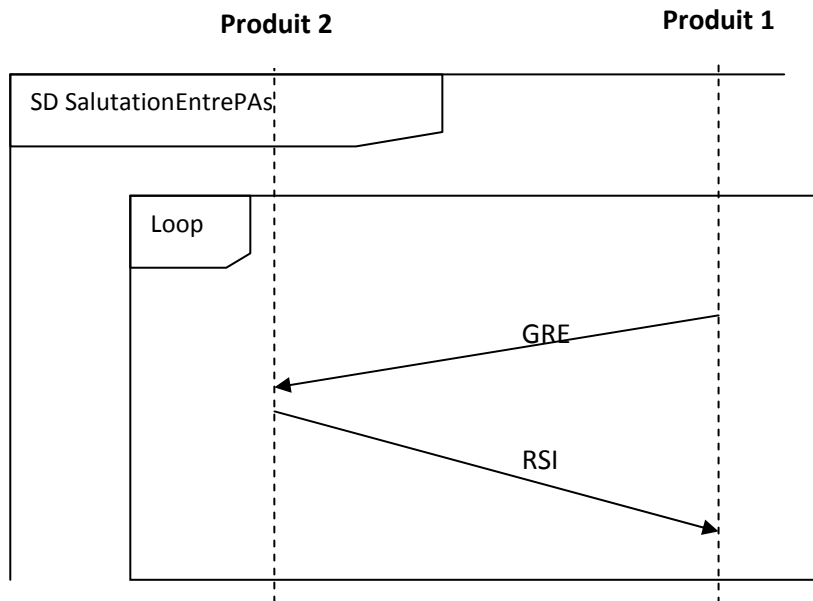 Produit 2
Produit 1
SD SalutationEntrePAs
Loop
GRE
RSI